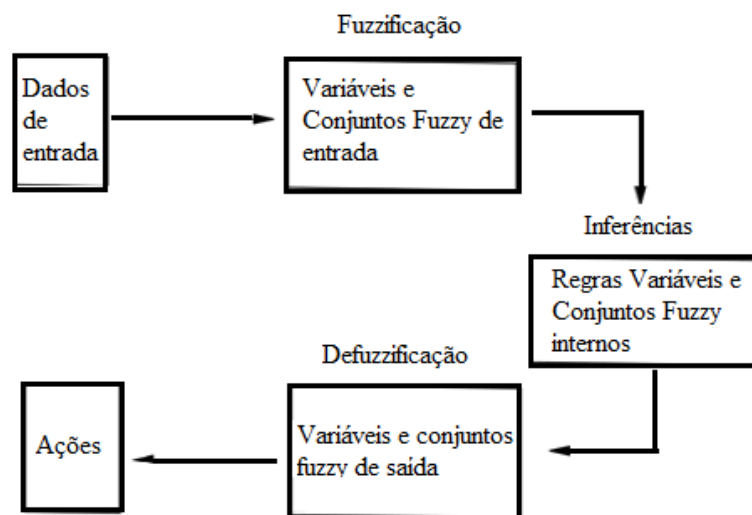 Fuzzificação
Dados
de
entrada
Variáveis e
Conjuntos Fuzzy de
entrada
Inferências
Regras Variáveis e
Conjuntos Fuzzy
internos
Defuzzificação
Variáveis e conjuntos
fuzzy de saída
Ações